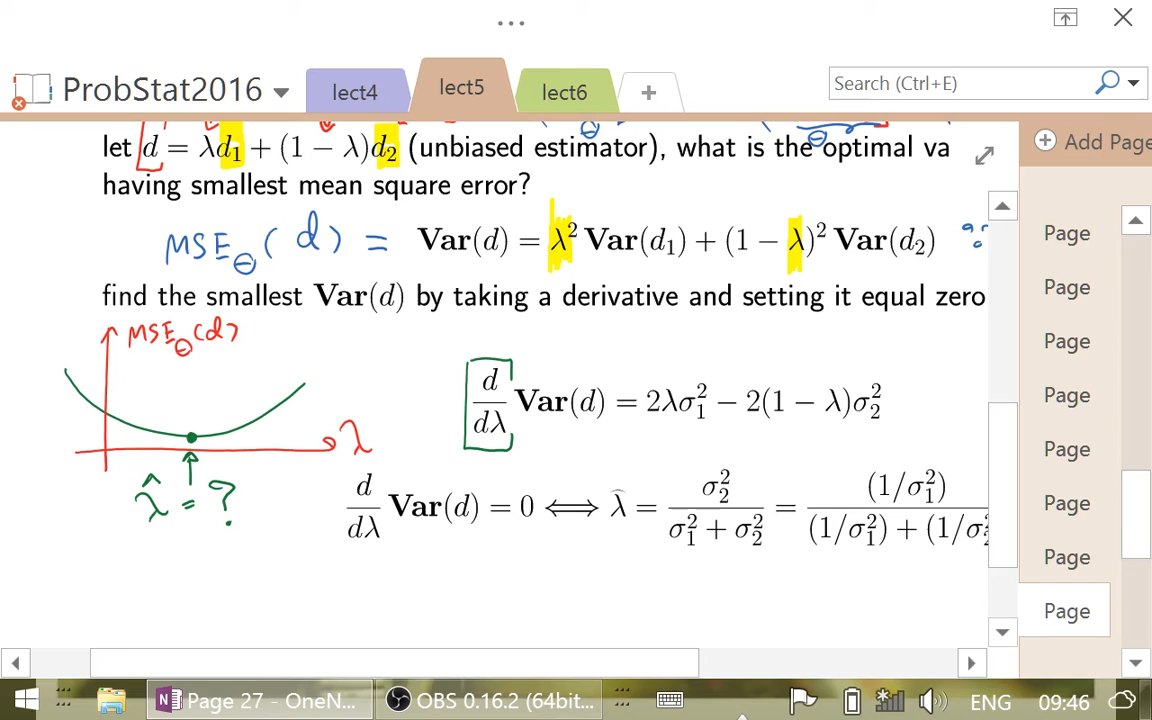 ProbStat2016 lect4 lect5 lect6 Search (Ctrl+E)
Add Page
let d = λd₁ + (1 − λ)d₂ (unbiased estimator), what is the optimal va
having smallest mean square error?
MSE_Θ(d) = Var(d) = λ² Var(d₁) + (1 − λ)² Var(d₂)
find the smallest Var(d) by taking a derivative and setting it equal zero
MSE_Θ(d)
d/dλ Var(d) = 2λσ₁² − 2(1 − λ)σ₂²
λ
λ̂ = ?
d/dλ Var(d) = 0 ⟺ λ̂ = σ₂² / (σ₁² + σ₂²) = (1/σ₁²) / ((1/σ₁²) + (1/σ₂²
Page
Page
Page
Page
Page
Page
Page
Page
Page 27 - OneN... OBS 0.16.2 (64bit... ENG 09:46